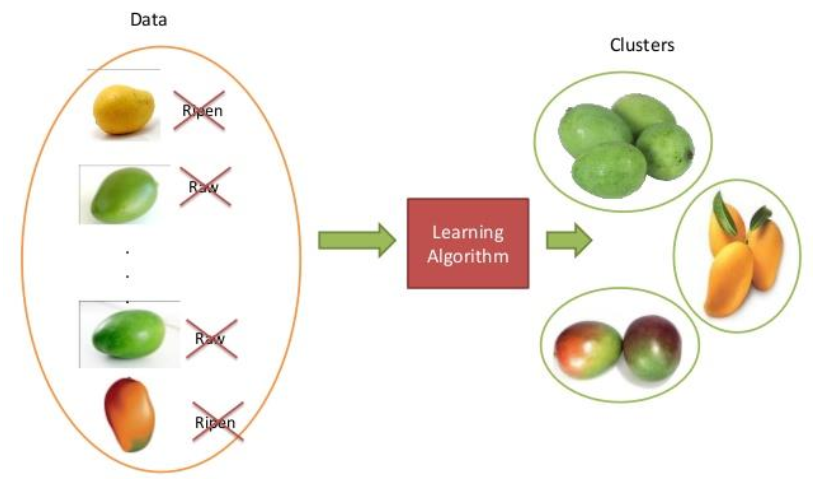 Data
Clusters
Ripen
Raw
Learning
Algorithm
Raw
Ripen